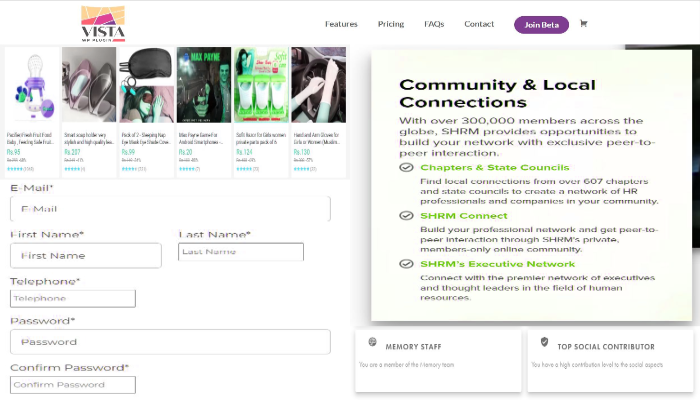 VISTA
WP PLUGIN
Features
Pricing
FAQs
Contact
Join Beta
MAX PAYNE
Pacifier Fresh Fruit Food
Baby , Feeding Safe Fruit...
Rs.95
Smart soap holder very
stylish and high quality lea...
Rs.207
Pack of 2 - Sleeping Nap
Eye Mask Eye Shade Cove...
Rs.99
Max Payne Game For
Android Smartphone -...
Rs.20
Soft Razor for Girls women
private parts pack of 6
Rs.124
Hand and Arm Gloves for
Girls or Women (Muslim...
Rs.130
E-Mail*
E-Mail
First Name*
Last Name*
First Name
Last Name
Telephone*
Telephone
Password*
Password
Confirm Password*
Confirm Password
Community & Local
Connections
With over 300,000 members across the
globe, SHRM provides opportunities to
build your network with exclusive peer-to-
peer interaction.
Chapters & State Councils
Find local connections from over 607 chapters
and state councils to create a network of HR
professionals and companies in your community.
SHRM Connect
Build your professional network and get peer-to-
peer interaction through SHRM's private,
members-only online community.
SHRM's Executive Network
Connect with the premier network of executives
and thought leaders in the field of human
resources.
MEMORY STAFF
You are a member of the Memory team
TOP SOCIAL CONTRIBUTOR
You have a high contribution level to the social aspects